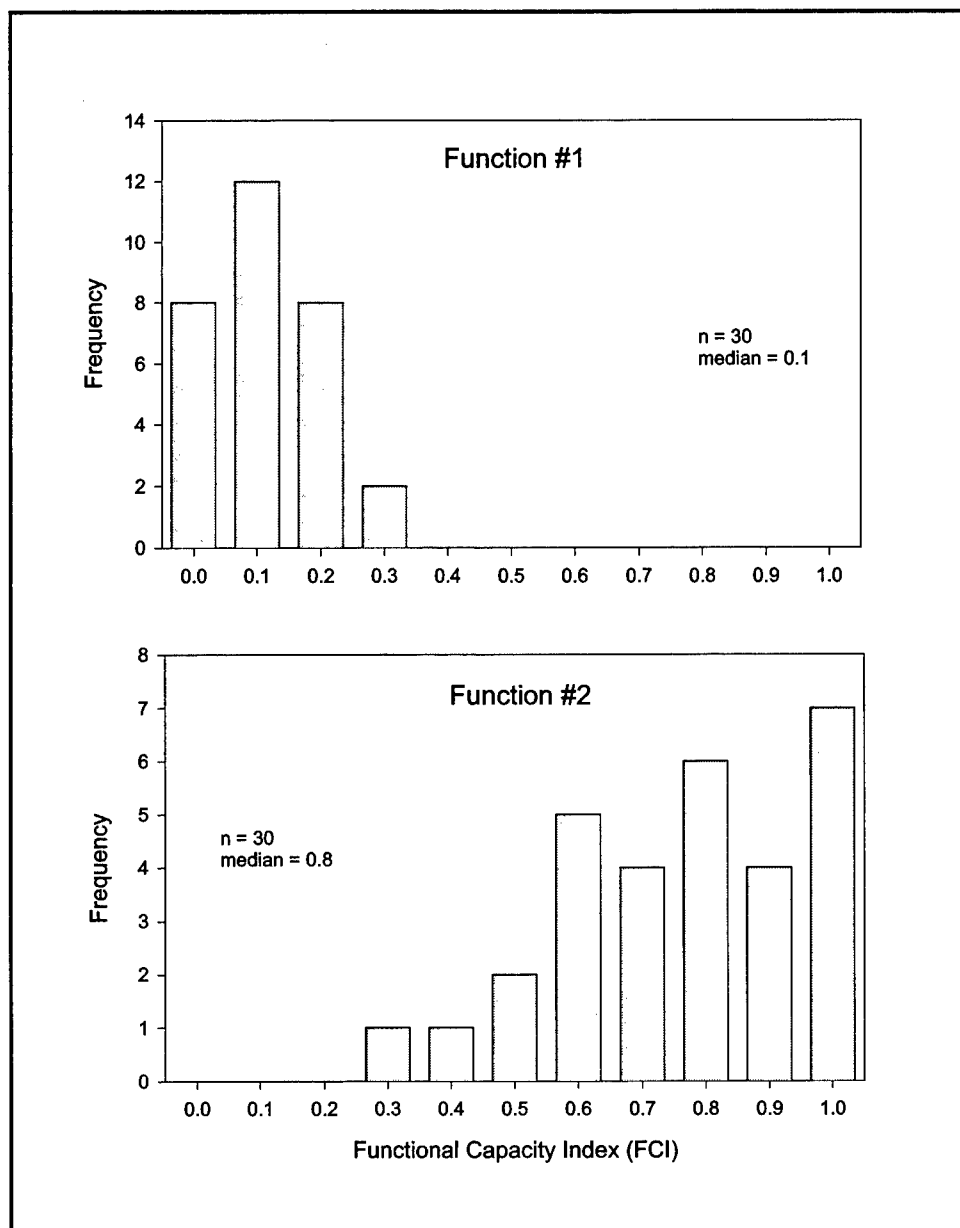 14
Function #1
12
10
8
n = 30
median = 0.1
6
4
2
0
Frequency
0.0 0.1 0.2 0.3 0.4 0.5 0.6 0.7 0.8 0.9 1.0
8
Function #2
7
6
5
n = 30
median = 0.8
4
3
2
1
0
Frequency
0.0 0.1 0.2 0.3 0.4 0.5 0.6 0.7 0.8 0.9 1.0
Functional Capacity Index (FCI)